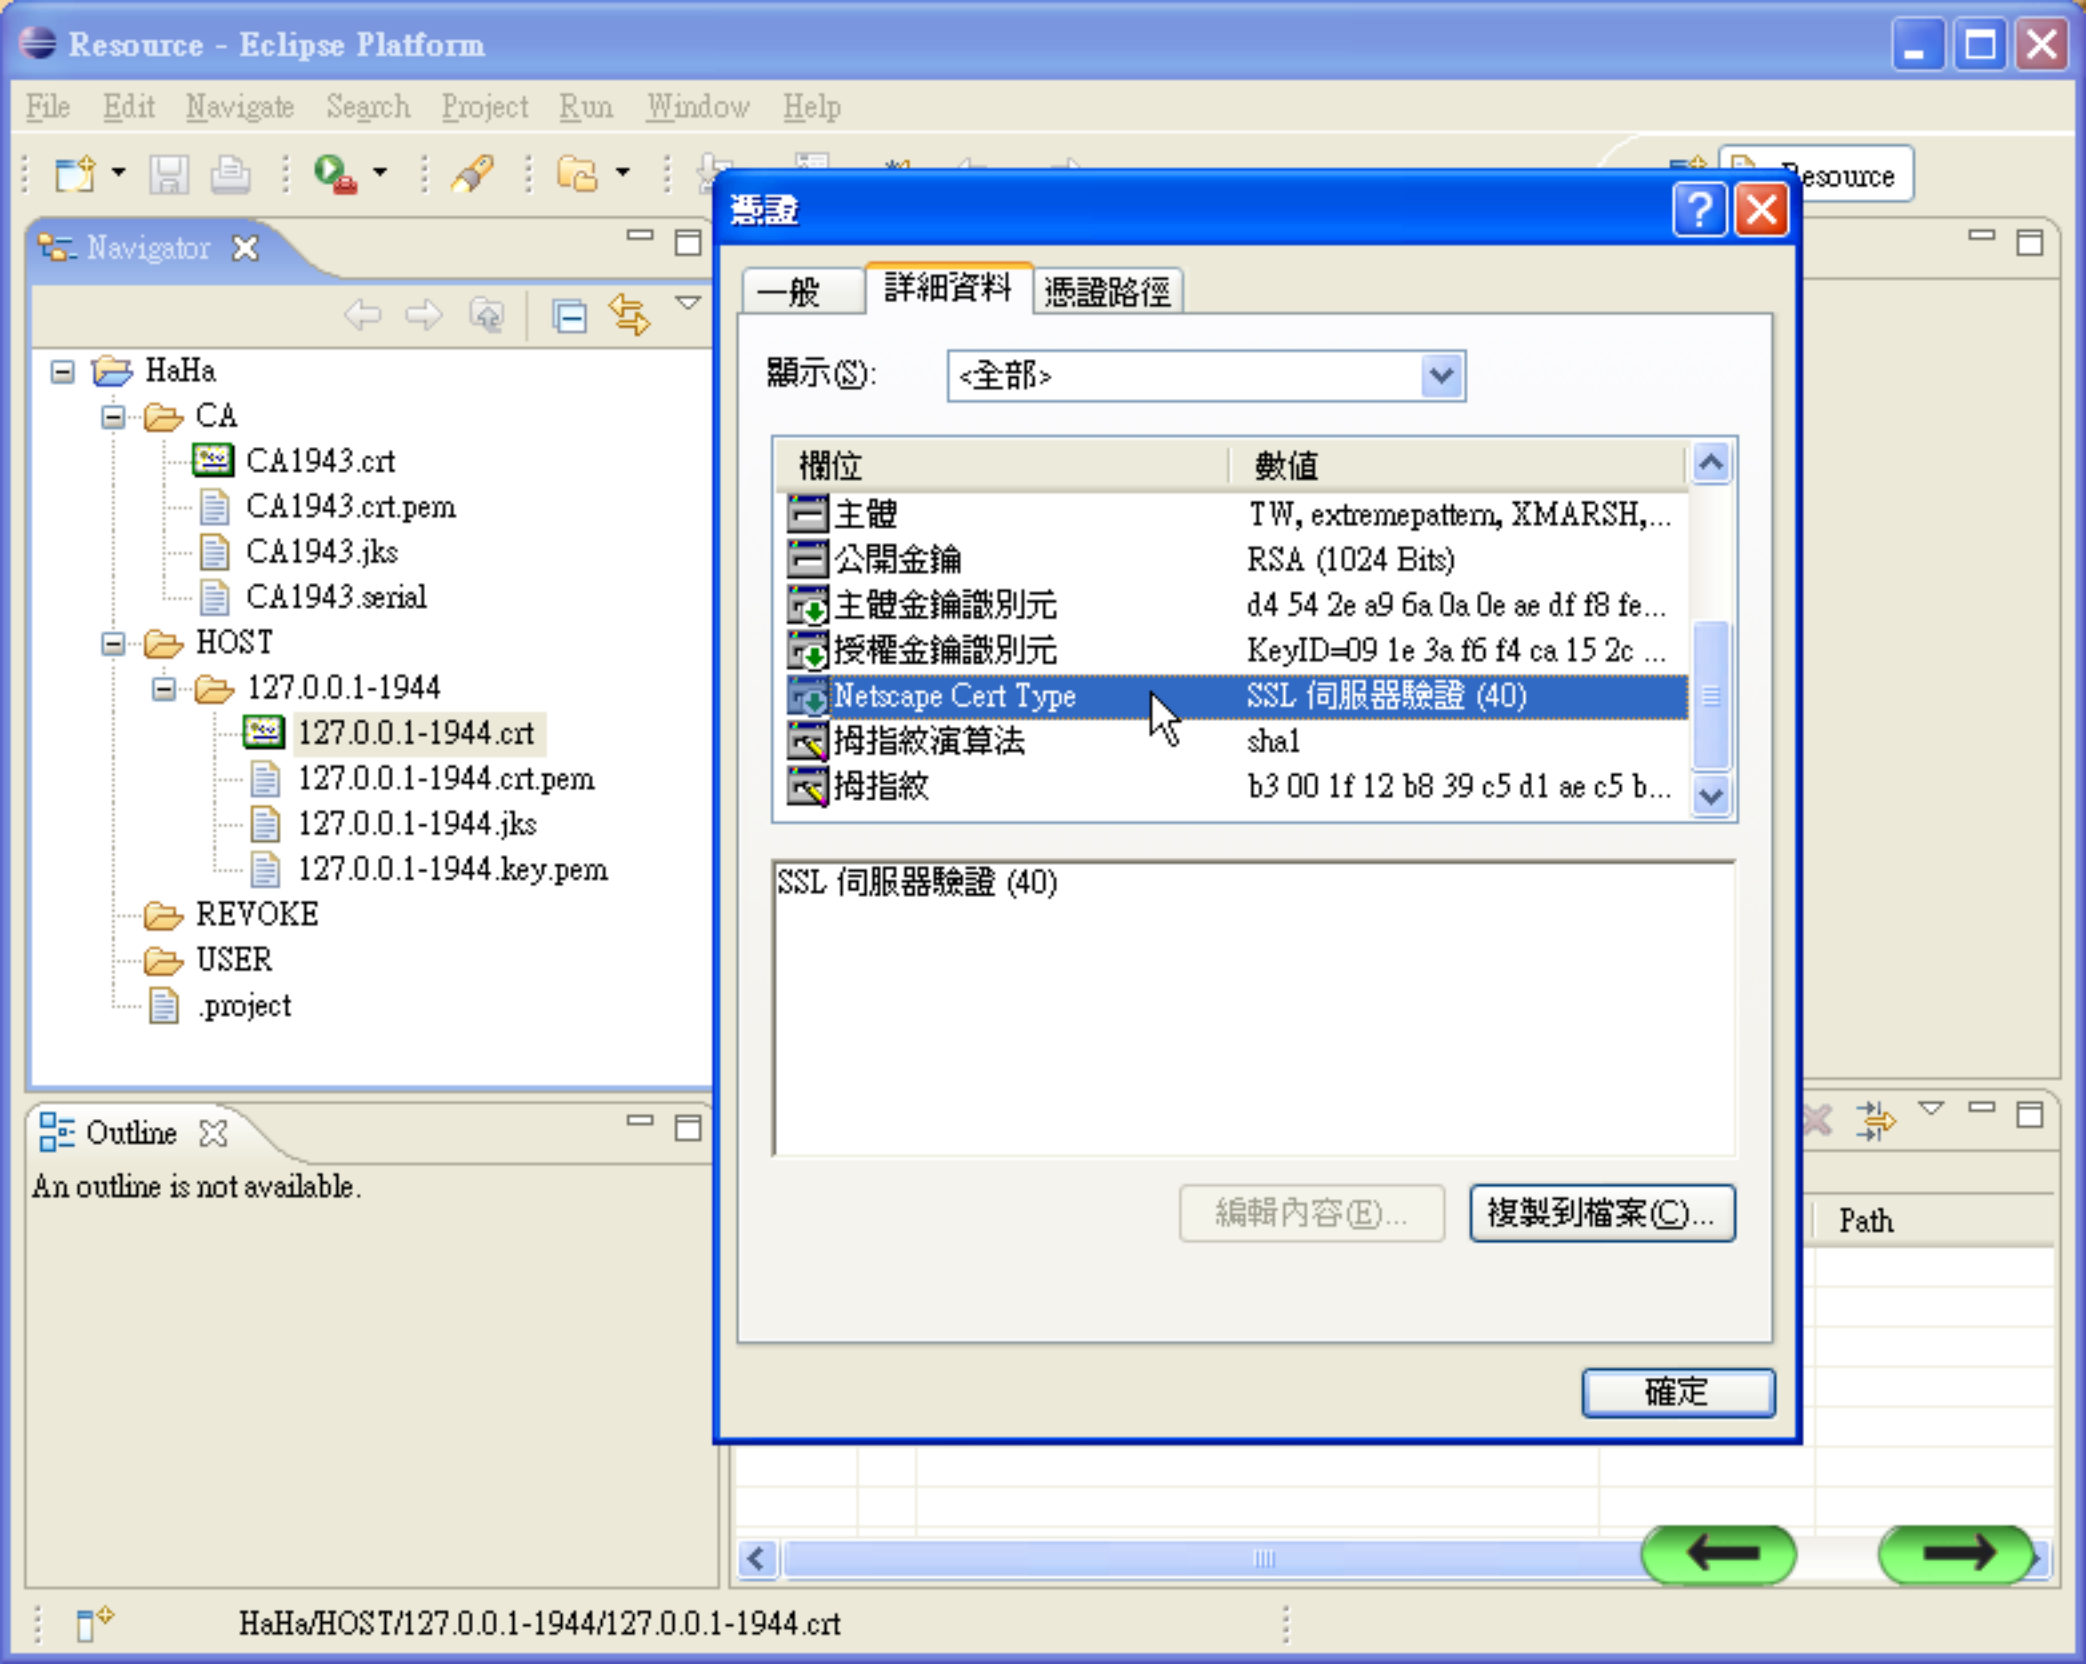 Resource - Eclipse Platform
File Edit Navigate Search Project Run Window Help
Resource
Navigator
HaHa
CA
CA1943.crt
CA1943.crt.pem
CA1943.jks
CA1943.serial
HOST
127.0.0.1-1944
127.0.0.1-1944.crt
127.0.0.1-1944.crt.pem
127.0.0.1-1944.jks
127.0.0.1-1944.key.pem
REVOKE
USER
.project
Outline
An outline is not available.
憑證
一般 詳細資料 憑證路徑
顯示(S): <全部>
欄位 數值
主體 TW, extremepattern, XMARSH,...
公開金鑰 RSA (1024 Bits)
主體金鑰識別元 d4 54 2e a9 6a 0a 0e ae df f8 fe...
授權金鑰識別元 KeyID=09 1e 3a f6 f4 ca 15 2c ...
Netscape Cert Type SSL 伺服器驗證 (40)
拇指紋演算法 sha1
拇指紋 b3 00 1f 12 b8 39 c5 d1 ae c5 b...
SSL 伺服器驗證 (40)
編輯內容(E)... 複製到檔案(C)...
確定
Path
HaHa/HOST/127.0.0.1-1944/127.0.0.1-1944.crt